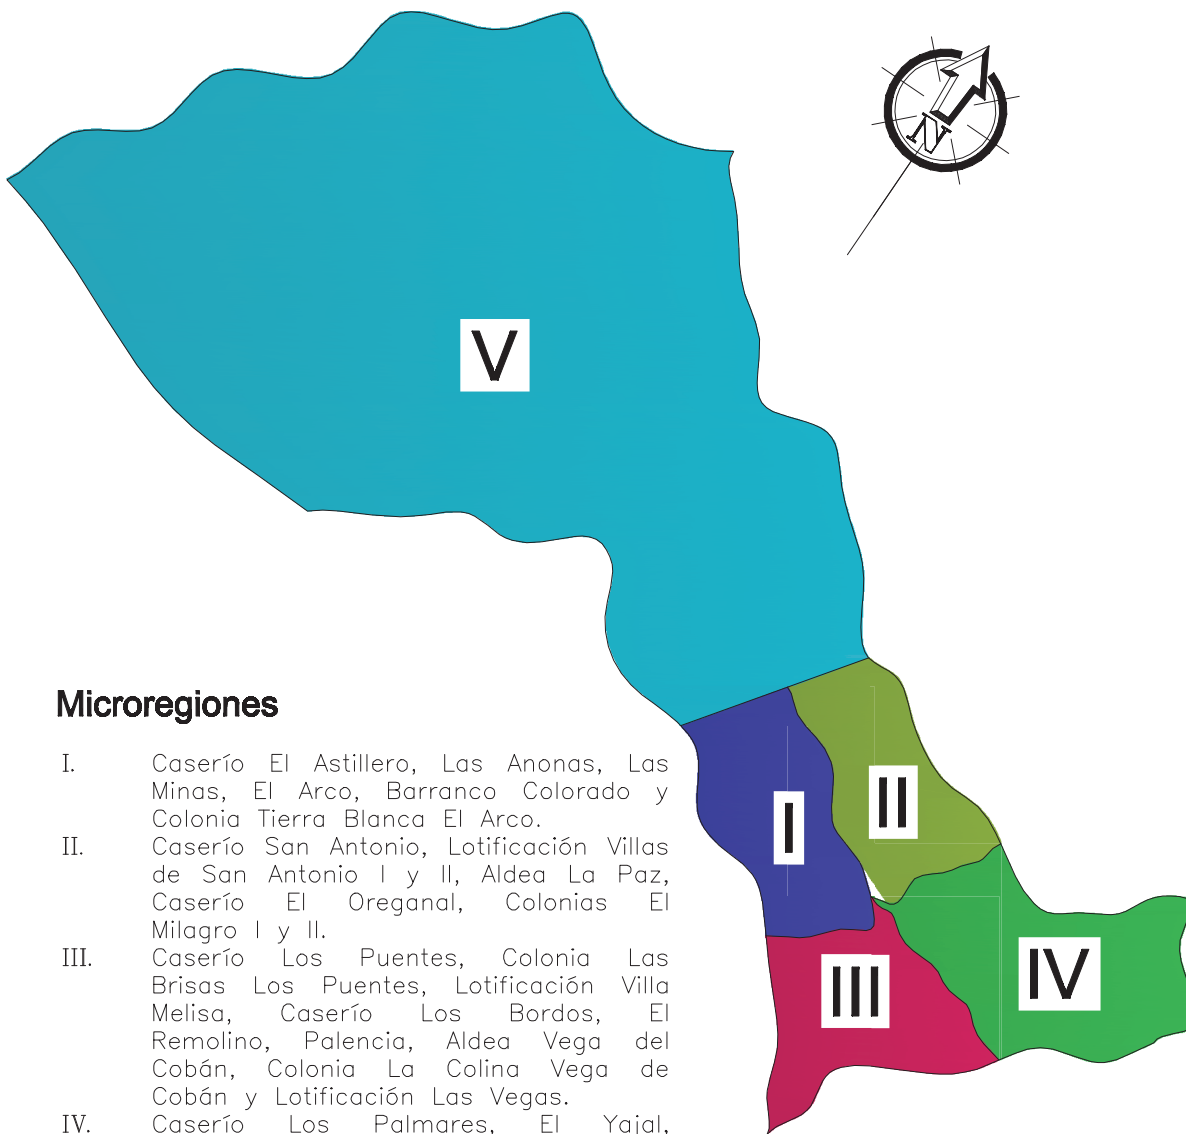 N
V
Microregiones
I
II
III
IV
I. Caserío El Astillero, Las Anonas, Las
Minas, El Arco, Barranco Colorado y
Colonia Tierra Blanca El Arco.
II. Caserío San Antonio, Lotificación Villas
de San Antonio I y II, Aldea La Paz,
Caserío El Oreganal, Colonias El
Milagro I y II.
III. Caserío Los Puentes, Colonia Las
Brisas Los Puentes, Lotificación Villa
Melisa, Caserío Los Bordos, El
Remolino, Palencia, Aldea Vega del
Cobán, Colonia La Colina Vega de
Cobán y Lotificación Las Vegas.
IV. Caserío Los Palmares, El Yajal,